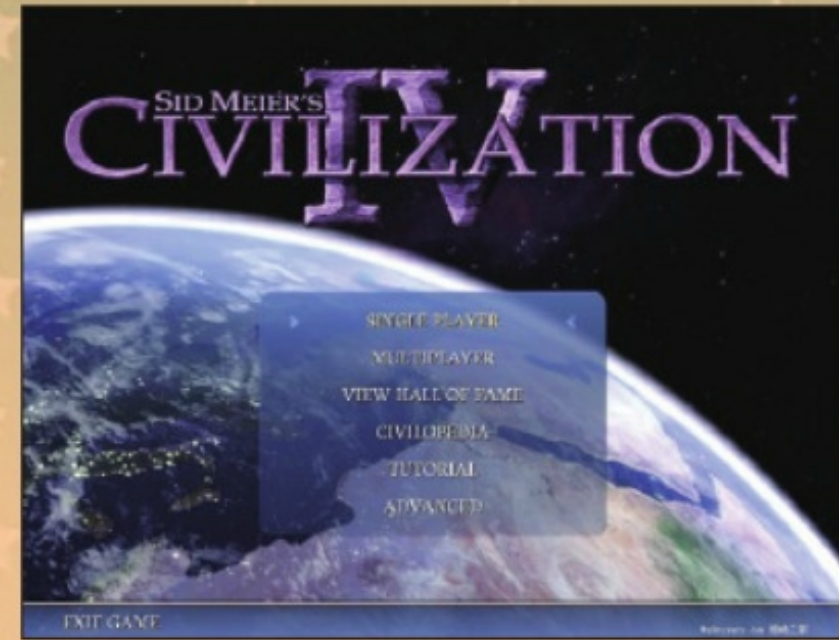 SID MEIER'S
CIVILIZATION
IV
SINGLE PLAYER
MULTIPLAYER
VIEW HALL OF FAME
CIVILOPEDIA
TUTORIAL
ADVANCED
EXIT GAME